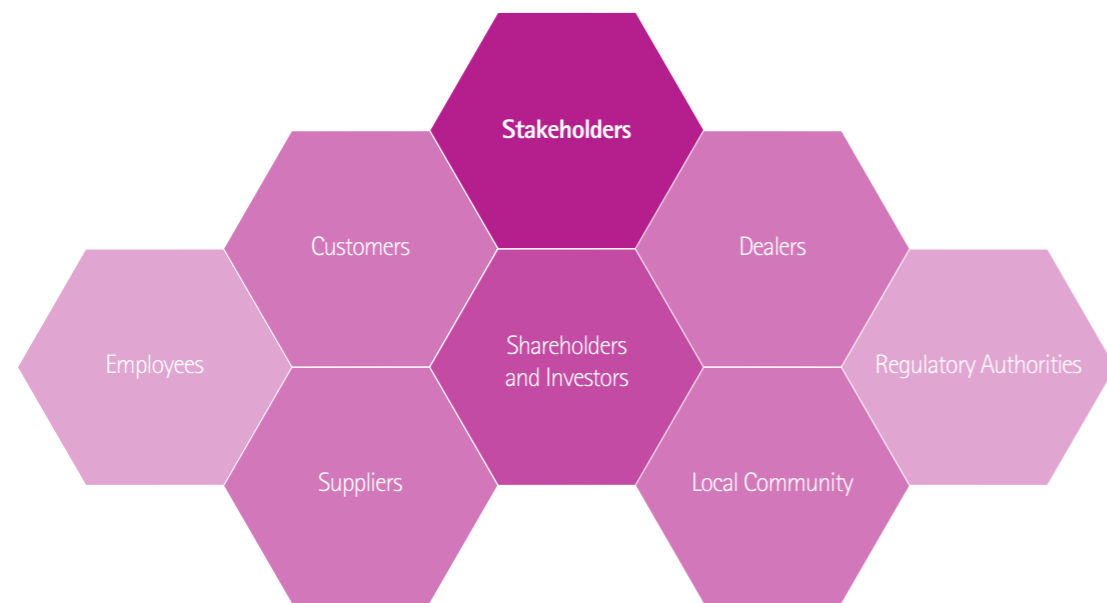 Stakeholders
Customers
Dealers
Employees
Shareholders
and Investors
Regulatory Authorities
Suppliers
Local Community